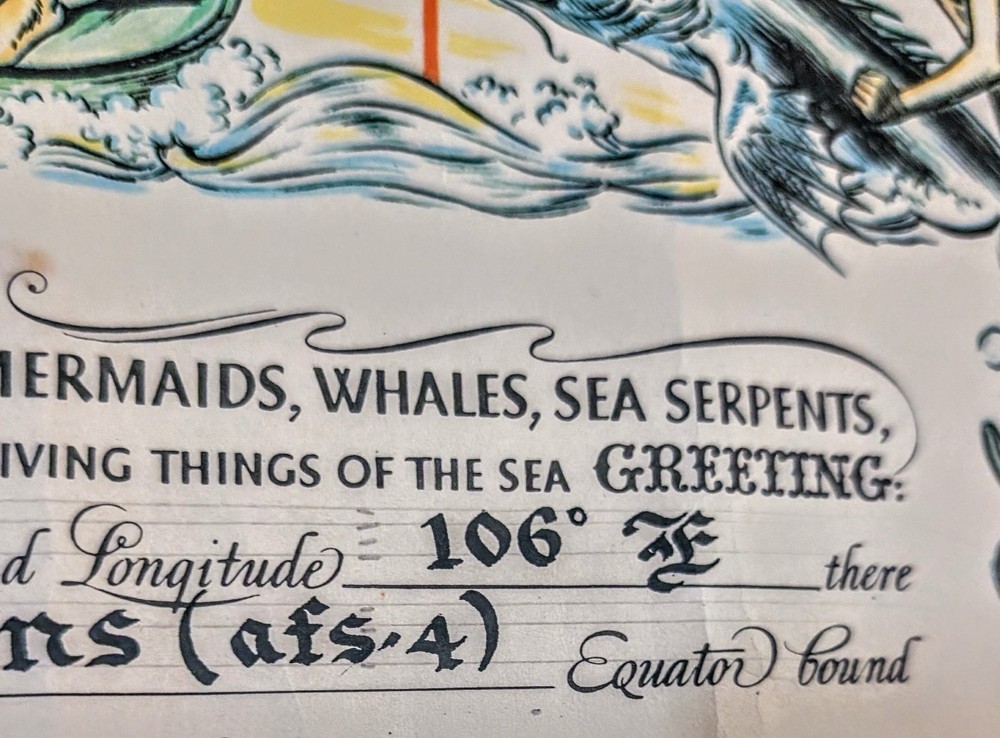 MERMAIDS, WHALES, SEA SERPENTS,
IVING THINGS OF THE SEA GREETING:
d Longitude 106° E there
ns (afs-4) Equator bound